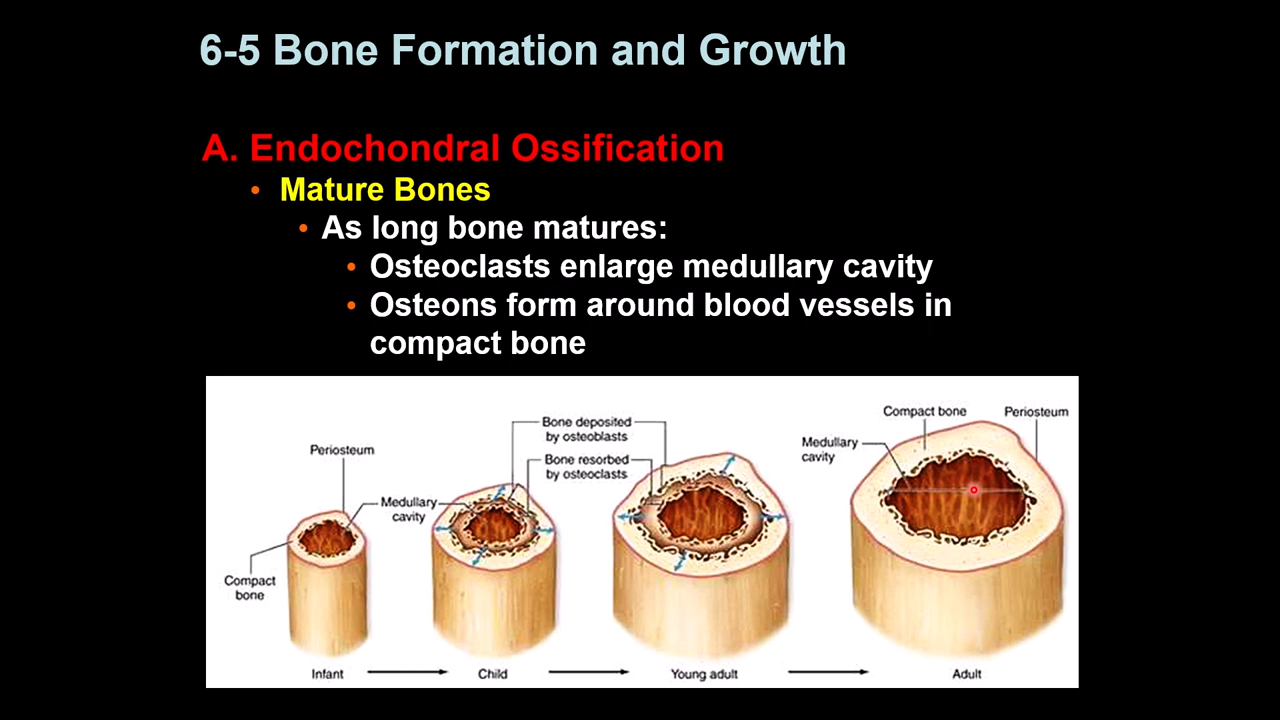 6-5 Bone Formation and Growth
A. Endochondral Ossification
• Mature Bones
• As long bone matures:
• Osteoclasts enlarge medullary cavity
• Osteons form around blood vessels in
compact bone
Periosteum
Compact
bone
Medullary
cavity
Bone deposited
by osteoblasts
Bone resorbed
by osteoclasts
Compact bone
Periosteum
Medullary
cavity
Infant
Child
Young adult
Adult